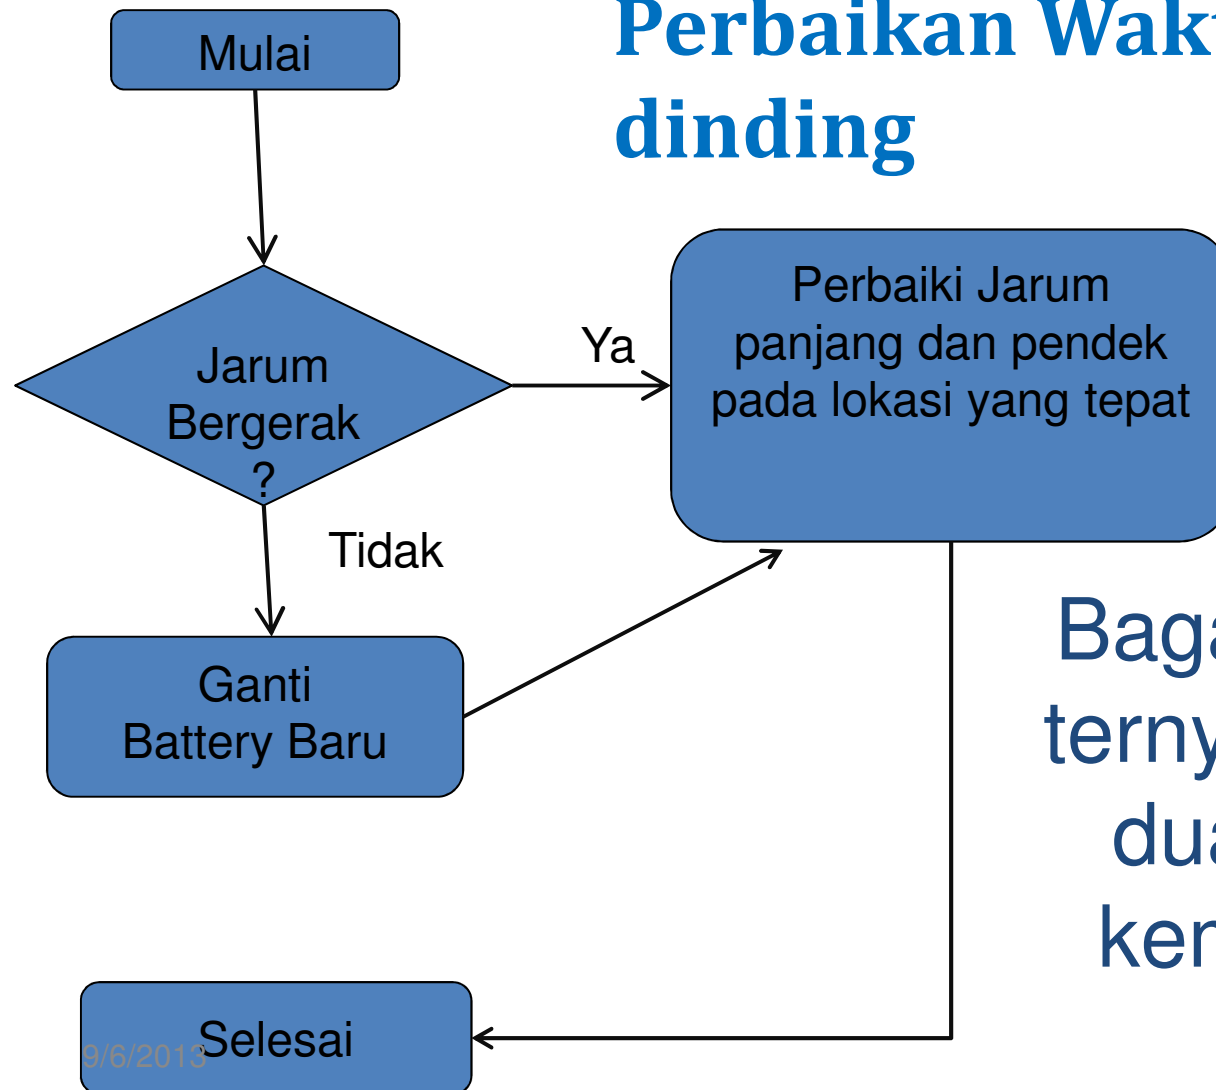 Mulai
Perbaikan
dinding
Jarum
Bergerak
?
Ya
Perbaiki Jarum
panjang dan pendek
pada lokasi yang tepat
Tidak
Ganti
Battery Baru
Selesai
9/6/2013